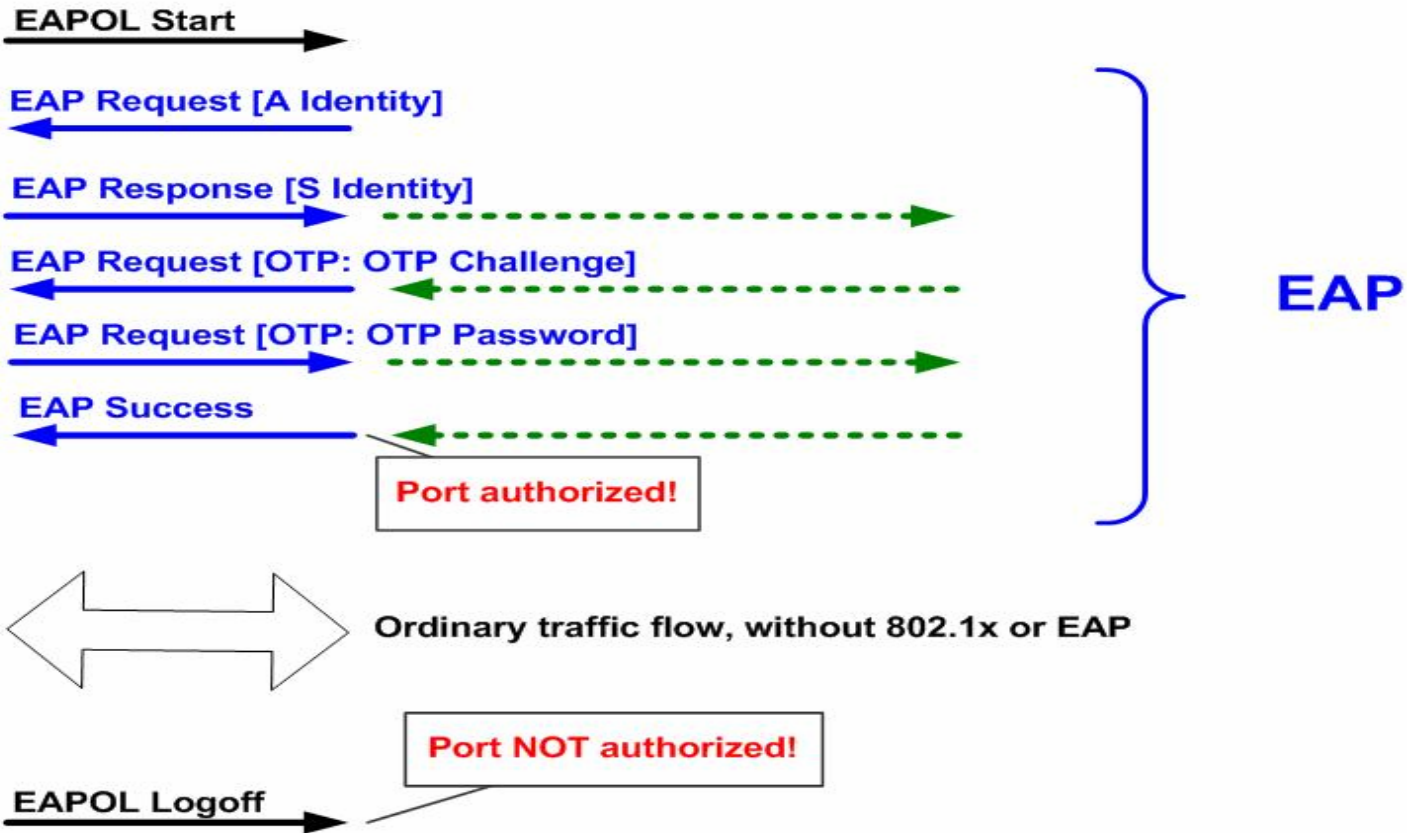 EAPOL Start
EAP Request [A Identity]
EAP Response [S Identity]
EAP Request [OTP: OTP Challenge]
EAP
EAP Request [OTP: OTP Password]
EAP Success
Port authorized!
Ordinary traffic flow, without 802.1x or EAP
Port NOT authorized!
EAPOL Logoff